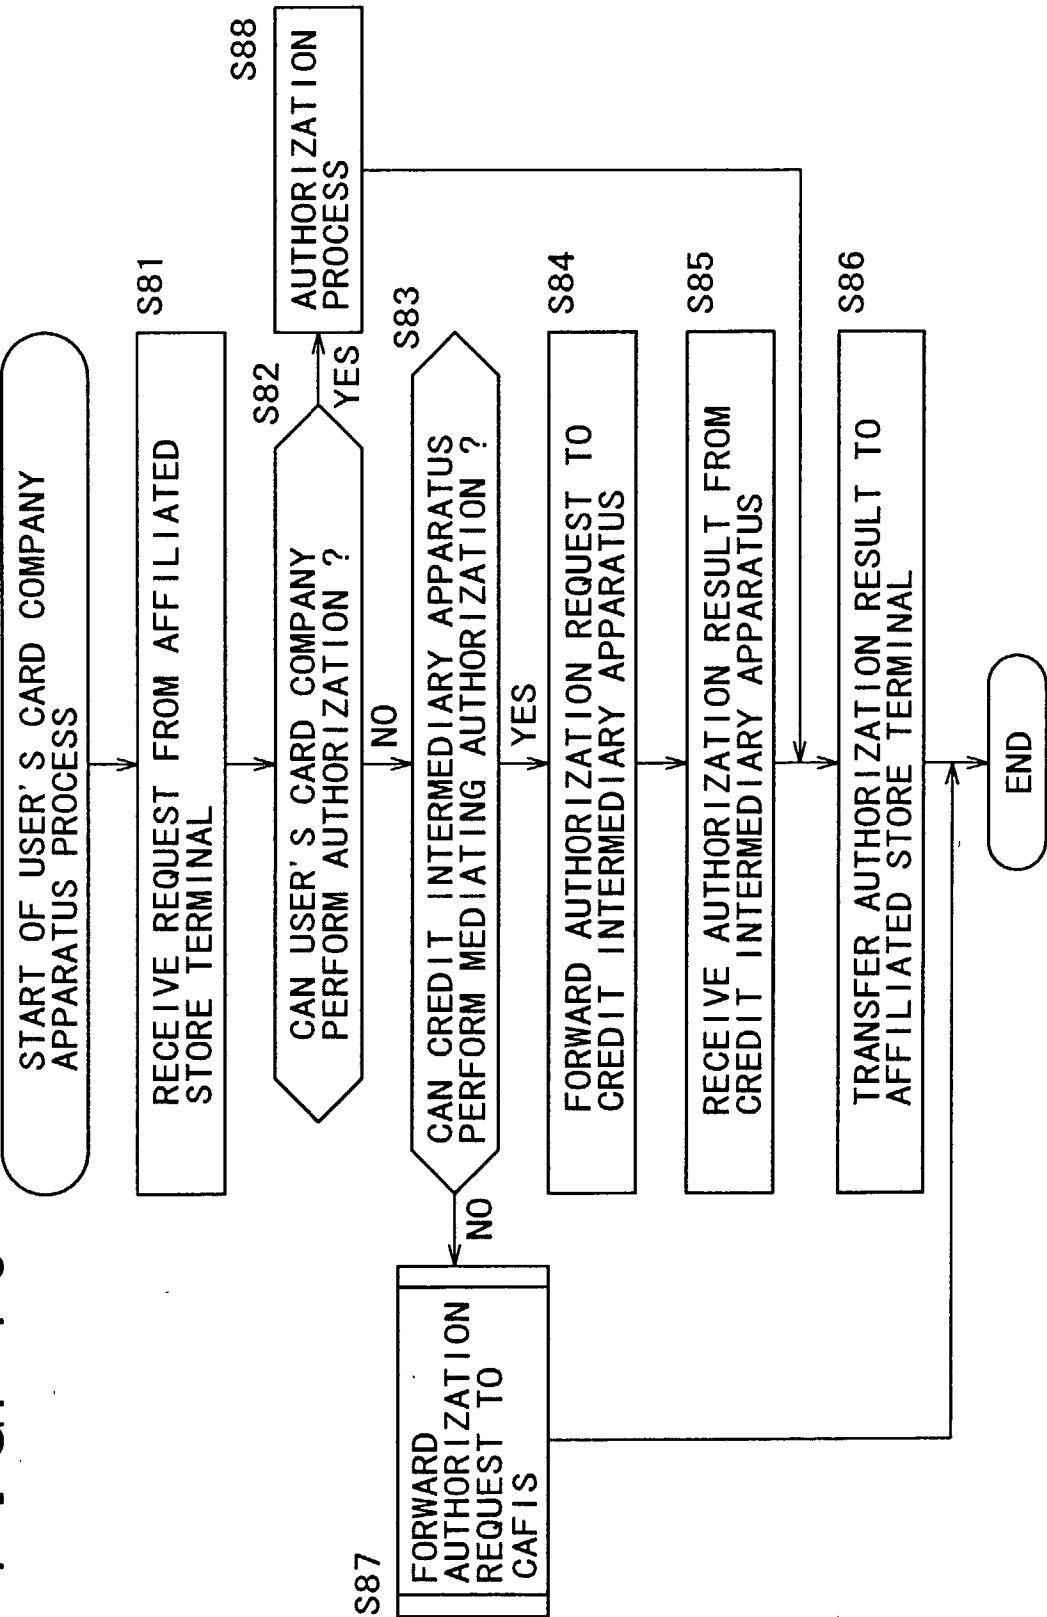 START OF USER'S CARD COMPANY
APPARATUS PROCESS
S81
RECEIVE REQUEST FROM AFFILIATED
STORE TERMINAL
S82
CAN USER'S CARD COMPANY
PERFORM AUTHORIZATION ?
YES
NO
S88
AUTHORIZATION
PROCESS
S83
CAN CREDIT INTERMEDIARY APPARATUS
PERFORM MEDIATING AUTHORIZATION ?
NO
YES
S87
FORWARD
AUTHORIZATION
REQUEST TO
CAFIS
S84
FORWARD AUTHORIZATION REQUEST TO
CREDIT INTERMEDIARY APPARATUS
S85
RECEIVE AUTHORIZATION RESULT FROM
CREDIT INTERMEDIARY APPARATUS
S86
TRANSFER AUTHORIZATION RESULT TO
AFFILIATED STORE TERMINAL
END